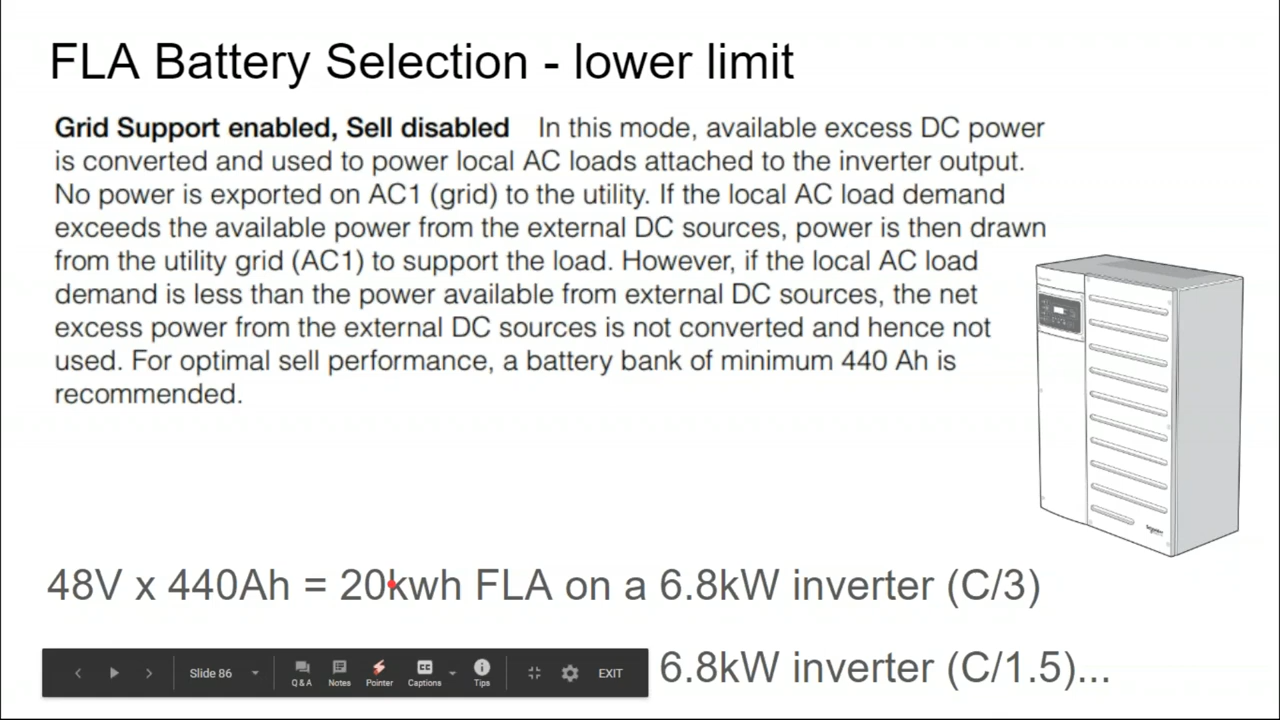 FLA Battery Selection - lower limit
Grid Support enabled, Sell disabled In this mode, available excess DC power
is converted and used to power local AC loads attached to the inverter output.
No power is exported on AC1 (grid) to the utility. If the local AC load demand
exceeds the available power from the external DC sources, power is then drawn
from the utility grid (AC1) to support the load. However, if the local AC load
demand is less than the power available from external DC sources, the net
excess power from the external DC sources is not converted and hence not
used. For optimal sell performance, a battery bank of minimum 440 Ah is
recommended.
48V x 440Ah = 20kwh FLA on a 6.8kW inverter (C/3)
6.8kW inverter (C/1.5)...
Slide 86
Q & A
Notes
Pointer
CC
Captions
Tips
EXIT